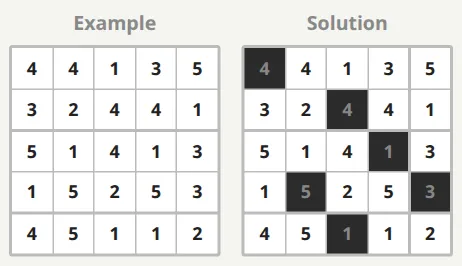 Example Solution
4 4 1 3 5 4 4 1 3 5
3 2 4 4 1 3 2 4 4 1
5 1 4 1 3 5 1 4 1 3
1 5 2 5 3 1 5 2 5 3
4 5 1 1 2 4 5 1 1 2